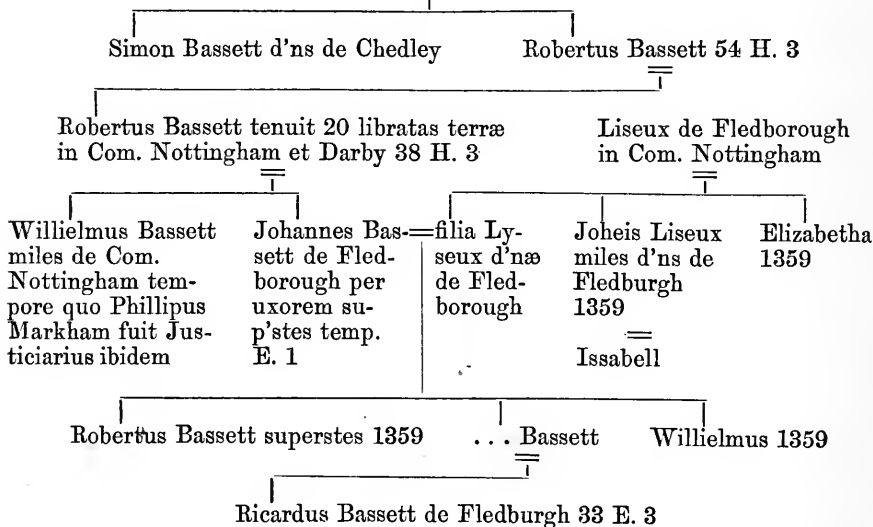 Simon Bassett d'ns de Chedley
Robertus Bassett 54 H. 3
Robertus Bassett tenuit 20 libratas terræ
in Com. Nottingham et Darby 38 H. 3
Liseux de Fledborough
in Com. Nottingham
Willielmus Bassett
miles de Com.
Nottingham tem-
pore quo Phillipus
Markham fuit Jus-
ticiarius ibidem
Johannes Bas-
sett de Fled-
borough per
uxorem su-
p'stes temp.
E. 1
filia Ly-
seux d'næ
de Fled-
borough
Joheis Liseux
miles d'ns de
Fledburgh
1359
Issabell
Elizabetha
1359
Robertus Bassett superstes 1359
... Bassett
Willielmus 1359
Ricardus Bassett de Fledburgh 33 E. 3